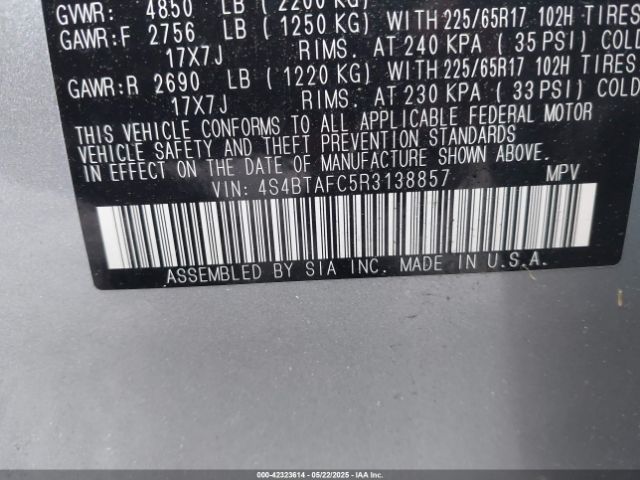 GVWR: 4850 LB (2200 KG)
GAWR:F 2756 LB (1250 KG) WITH 225/65R17 102H TIRES
17X7J RIMS. AT 240 KPA (35 PSI) COLD
GAWR:R 2690 LB (1220 KG) WITH 225/65R17 102H TIRES
17X7J RIMS. AT 230 KPA (33 PSI) COLD
THIS VEHICLE CONFORMS TO ALL APPLICABLE FEDERAL MOTOR
VEHICLE SAFETY AND THEFT PREVENTION STANDARDS
IN EFFECT ON THE DATE OF MANUFACTURE SHOWN ABOVE.
VIN: 4S4BTAFC5R3138857 MPV
ASSEMBLED BY SIA INC. MADE IN U.S.A.
000-42323614 - 05/22/2025 - IAAI.COM